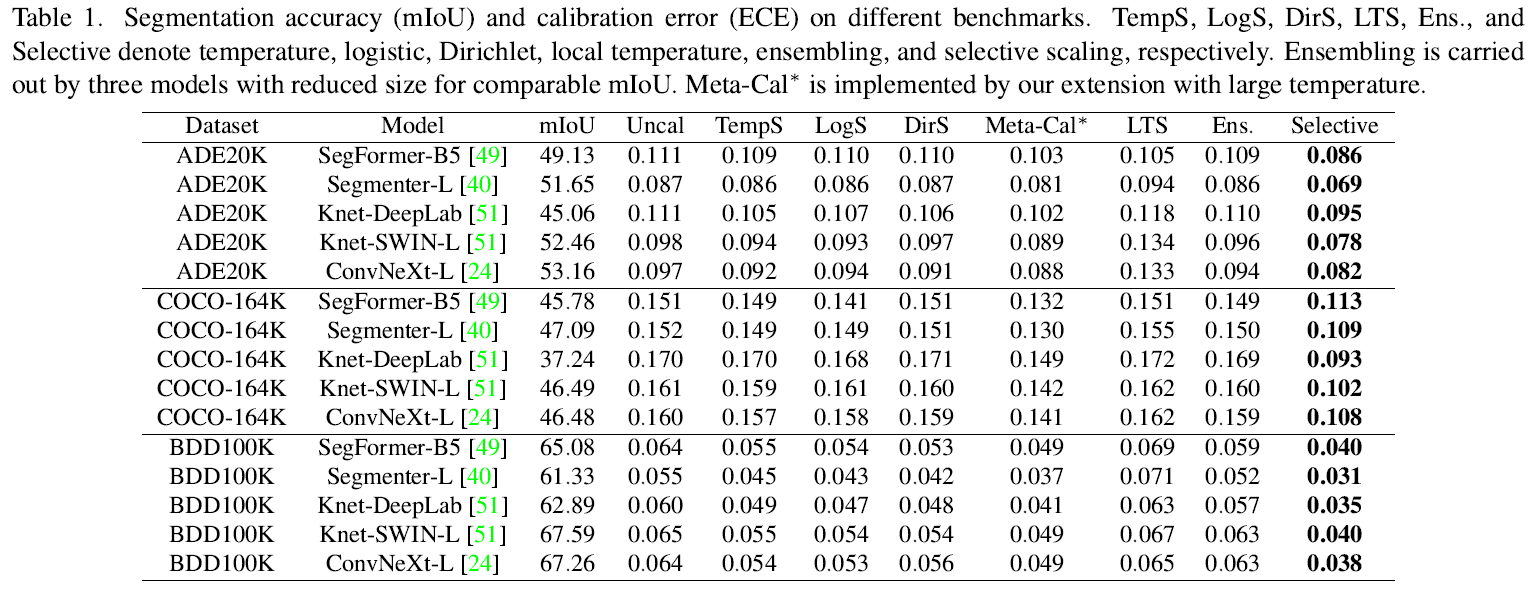 Table 1. Segmentation accuracy (mIoU) and calibration error (ECE) on different benchmarks. TempS, LogS, DirS, LTS, Ens., and
Selective denote temperature, logistic, Dirichlet, local temperature, ensembling, and selective scaling, respectively. Ensembling is carried
out by three models with reduced size for comparable mIoU. Meta-Cal* is implemented by our extension with large temperature.
Dataset Model mIoU Uncal TempS LogS DirS Meta-Cal* LTS Ens. Selective
ADE20K SegFormer-B5 [49] 49.13 0.111 0.109 0.110 0.110 0.103 0.105 0.109 0.086
ADE20K Segmenter-L [40] 51.65 0.087 0.086 0.086 0.087 0.081 0.094 0.086 0.069
ADE20K Knet-DeepLab [51] 45.06 0.111 0.105 0.107 0.106 0.102 0.118 0.110 0.095
ADE20K Knet-SWIN-L [51] 52.46 0.098 0.094 0.093 0.097 0.089 0.134 0.096 0.078
ADE20K ConvNeXt-L [24] 53.16 0.097 0.092 0.094 0.091 0.088 0.133 0.094 0.082
COCO-164K SegFormer-B5 [49] 45.78 0.151 0.149 0.141 0.151 0.132 0.151 0.149 0.113
COCO-164K Segmenter-L [40] 47.09 0.152 0.149 0.149 0.151 0.130 0.155 0.150 0.109
COCO-164K Knet-DeepLab [51] 37.24 0.170 0.170 0.168 0.171 0.149 0.172 0.169 0.093
COCO-164K Knet-SWIN-L [51] 46.49 0.161 0.159 0.161 0.160 0.142 0.162 0.160 0.102
COCO-164K ConvNeXt-L [24] 46.48 0.160 0.157 0.158 0.159 0.141 0.162 0.159 0.108
BDD100K SegFormer-B5 [49] 65.08 0.064 0.055 0.054 0.053 0.049 0.069 0.059 0.040
BDD100K Segmenter-L [40] 61.33 0.055 0.045 0.043 0.042 0.037 0.071 0.052 0.031
BDD100K Knet-DeepLab [51] 62.89 0.060 0.049 0.047 0.048 0.041 0.063 0.057 0.035
BDD100K Knet-SWIN-L [51] 67.59 0.065 0.055 0.054 0.054 0.049 0.067 0.063 0.040
BDD100K ConvNeXt-L [24] 67.26 0.064 0.054 0.053 0.056 0.049 0.065 0.063 0.038